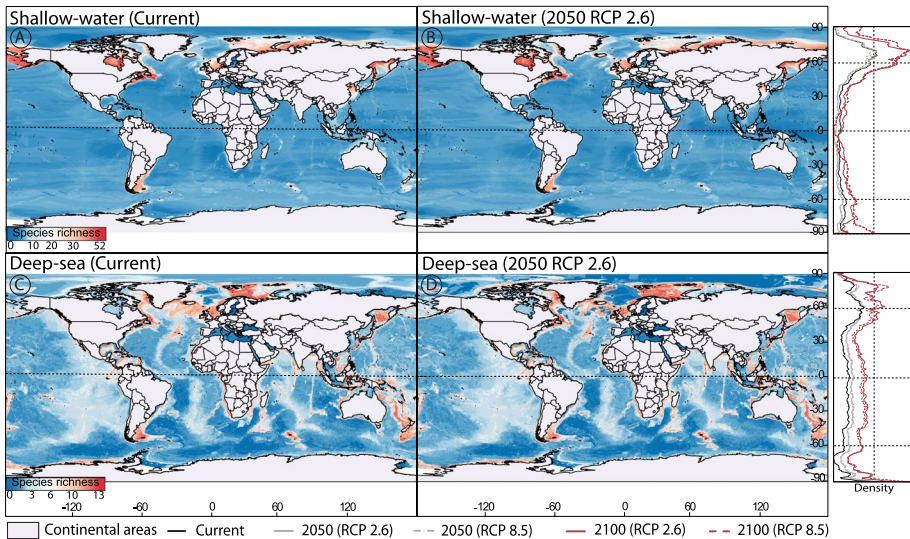 Shallow-water (Current)
Shallow-water (2050 RCP 2.6)
A
B
90
60
30
0
-30
-60
-90
Species richness
0 10 20 30 52
Deep-sea (Current)
Deep-sea (2050 RCP 2.6)
C
D
90
60
30
0
-30
-60
-90
Species richness
0 3 6 10 13
Density
-120 -60 0 60 120
-120 -60 0 60 120
Continental areas Current 2050 (RCP 2.6) 2050 (RCP 8.5) 2100 (RCP 2.6) 2100 (RCP 8.5)